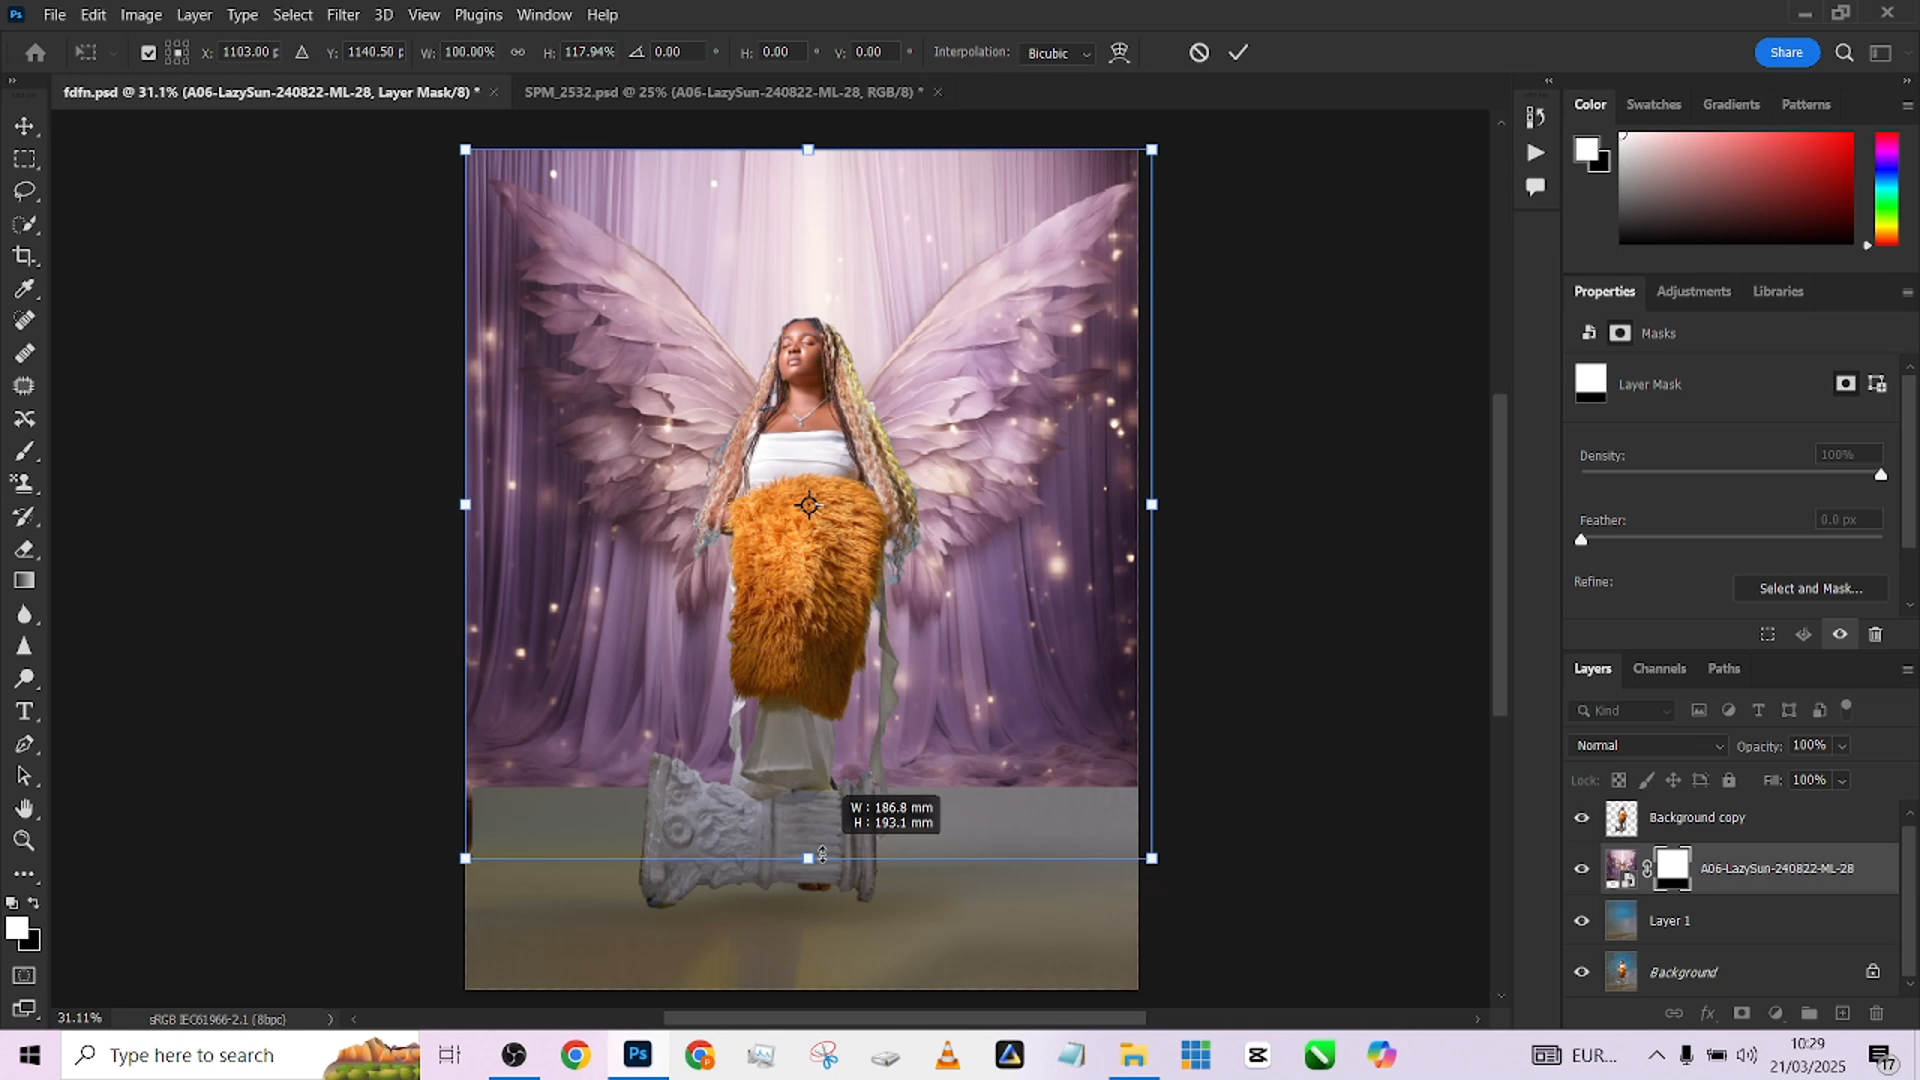 File Edit Image Layer Type Select Filter 3D View Plugins Window Help
X: 1103.00 p Y: 1140.50 p W: 100.00% H: 117.94% 0.00 ° H: 0.00 ° V: 0.00 ° Interpolation: Bicubic Share
fdfn.psd @ 31.1% (A06-LazySun-240822-ML-28, Layer Mask/8) * SPM_2532.psd @ 25% (A06-LazySun-240822-ML-28, RGB/8) *
Color Swatches Gradients Patterns
Properties Adjustments Libraries
Masks
Layer Mask
Density: 100%
Feather: 0.0 px
Refine: Select and Mask...
Layers Channels Paths
Kind
Normal Opacity: 100%
Lock: Fill: 100%
Background copy
A06-LazySun-240822-ML-28
Layer 1
Background
W : 186.8 mm
H : 193.1 mm
31.11% sRGB IEC61966-2.1 (8bpc)
Type here to search
EUR... 10:29
21/03/2025
17